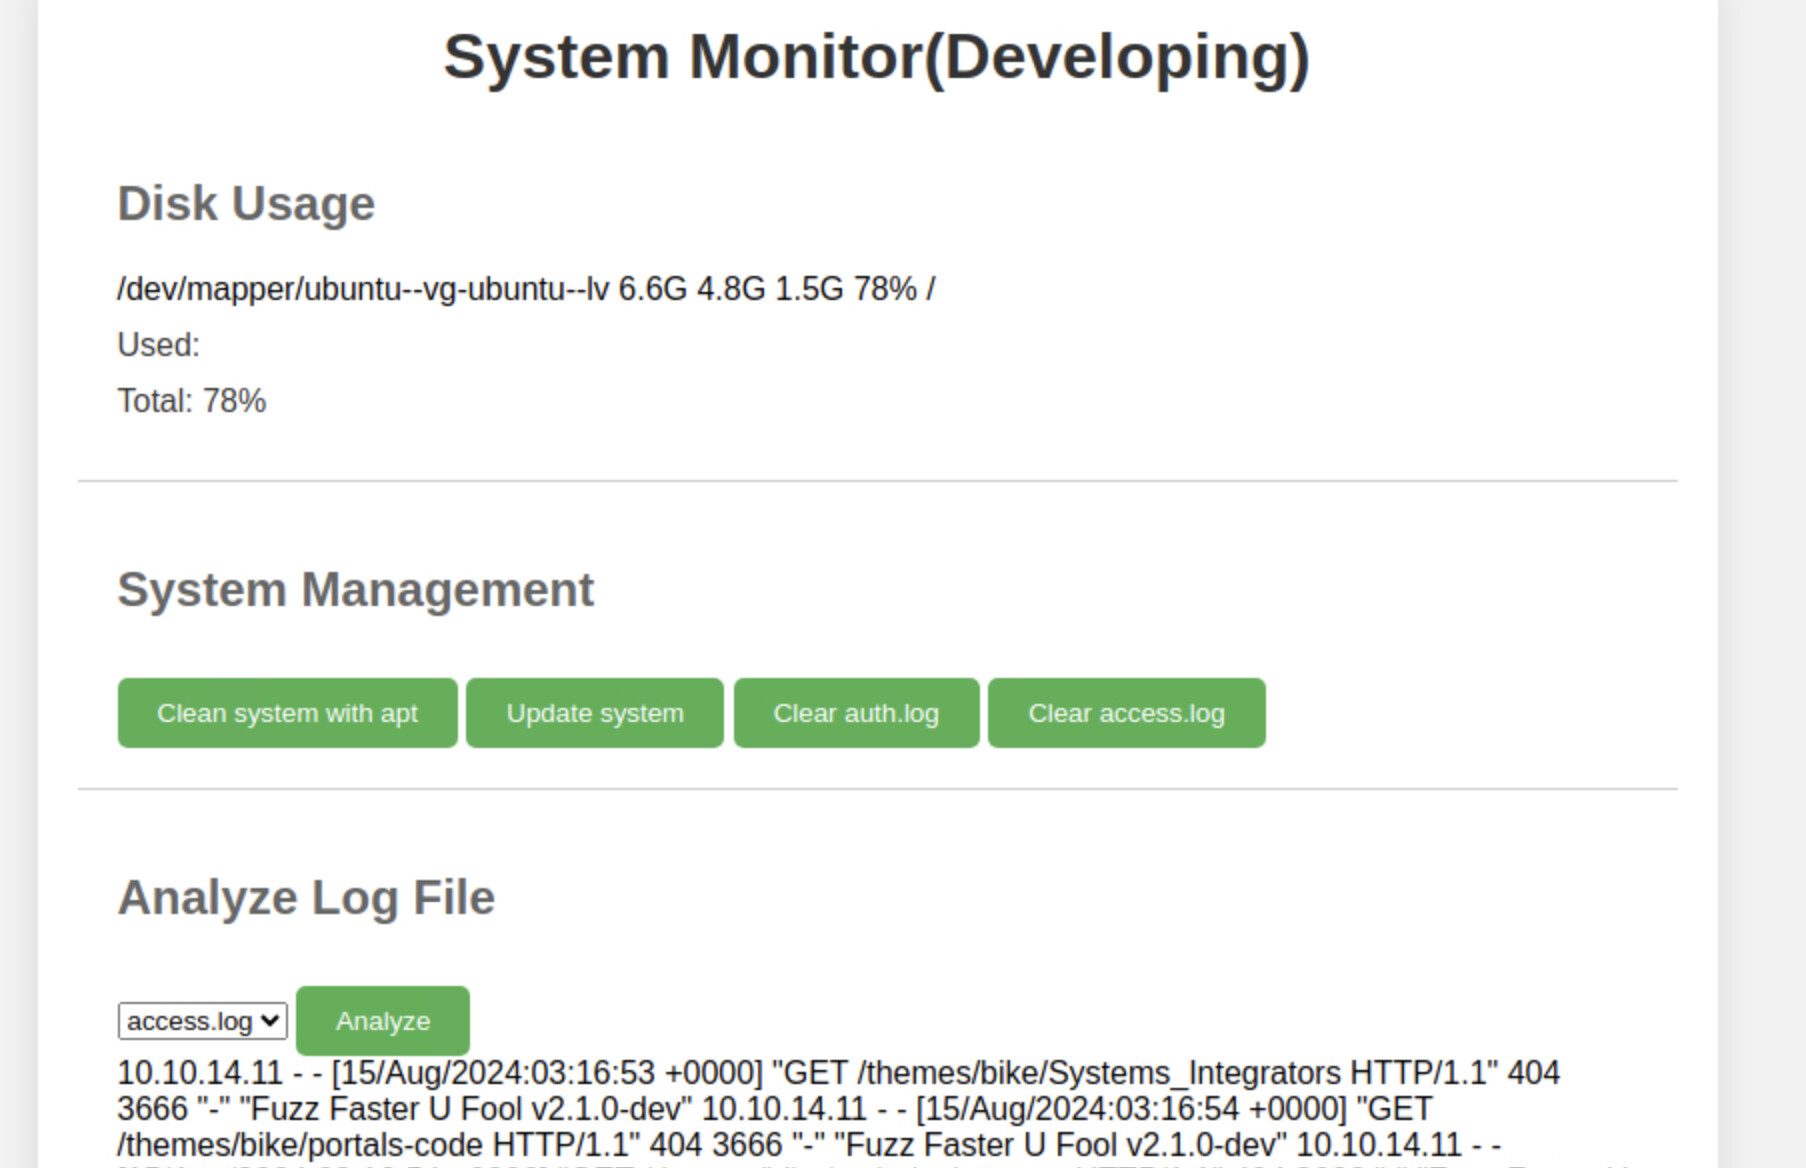 System Monitor(Developing)
Disk Usage
/dev/mapper/ubuntu--vg-ubuntu--lv 6.6G 4.8G 1.5G 78% /
Used:
Total: 78%
System Management
Clean system with apt Update system Clear auth.log Clear access.log
Analyze Log File
access.log Analyze
10.10.14.11 - - [15/Aug/2024:03:16:53 +0000] "GET /themes/bike/Systems_Integrators HTTP/1.1" 404
3666 "-" "Fuzz Faster U Fool v2.1.0-dev" 10.10.14.11 - - [15/Aug/2024:03:16:54 +0000] "GET
/themes/bike/portals-code HTTP/1.1" 404 3666 "-" "Fuzz Faster U Fool v2.1.0-dev" 10.10.14.11 - -